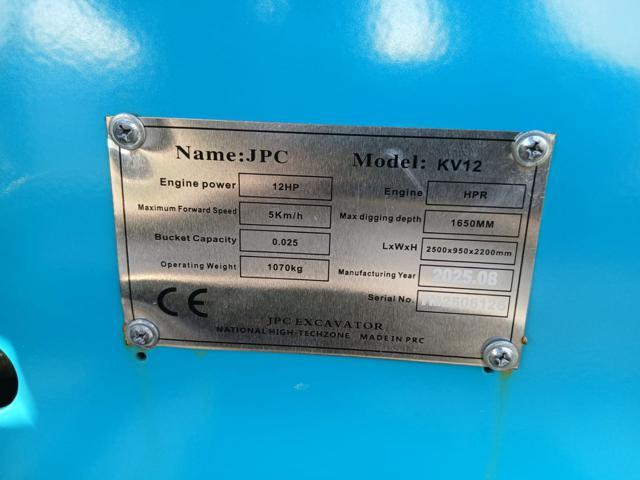 Name:JPC Model: KV12
Engine power 12HP Engine HPR
Maximum Forward Speed 5Km/h Max digging depth 1650MM
Bucket Capacity 0.025 LxWxH 2500x950x2200mm
Operating Weight 1070kg Manufacturing Year 2025.08
Serial No.
CE
JPC EXCAVATOR
NATIONAL HIGH-TECHZONE MADE IN PRC